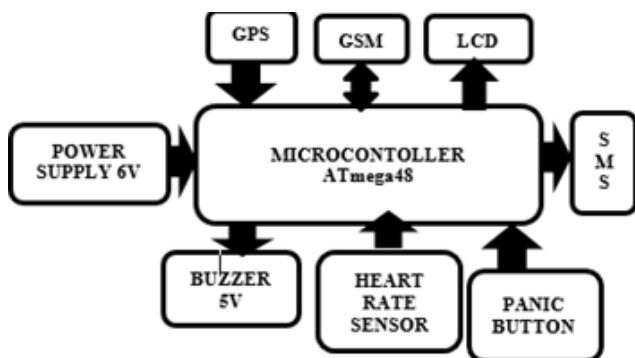 GPS
GSM
LCD
POWER
SUPPLY 6V
MICROCONTOLLER
ATmega48
S
M
S
BUZZER
5V
HEART
RATE
SENSOR
PANIC
BUTTON